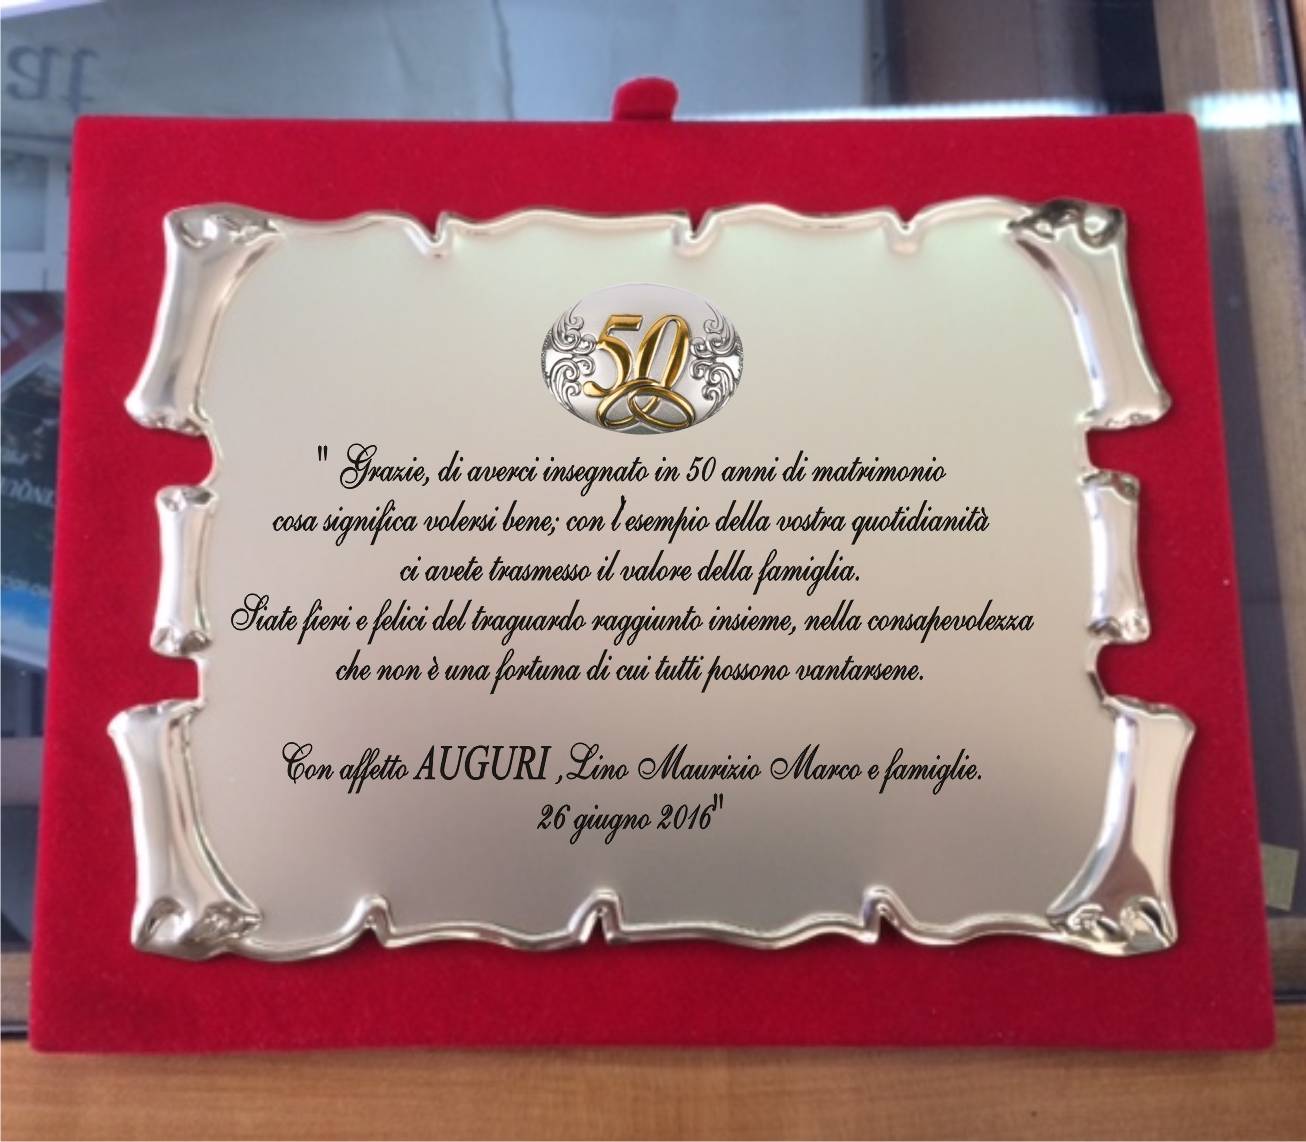 50
" Grazie, di averci insegnato in 50 anni di matrimonio
cosa significa volersi bene; con l'esempio della vostra quotidianità
ci avete trasmesso il valore della famiglia.
Siate fieri e felici del traguardo raggiunto insieme, nella consapevolezza
che non è una fortuna di cui tutti possono vantarsene.
Con affetto AUGURI ,Lino Maurizio Marco e famiglie.
26 giugno 2016"